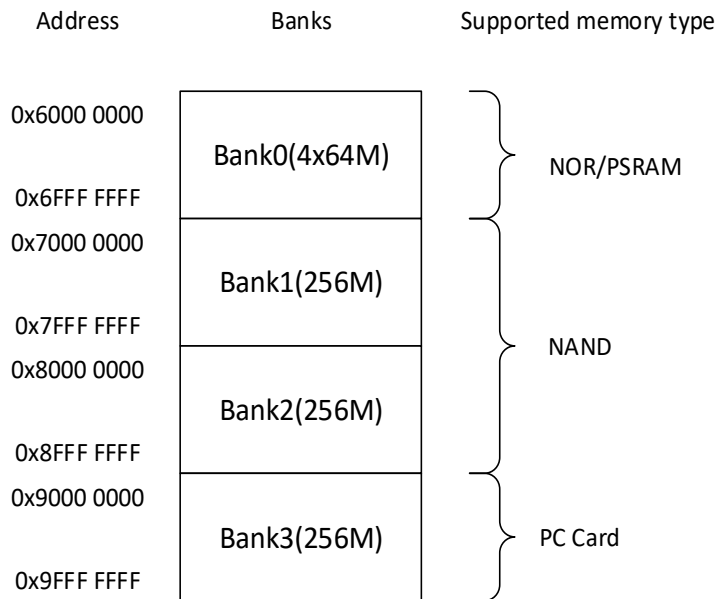 Address Banks Supported memory type
0x6000 0000
Bank0(4x64M) NOR/PSRAM
0x6FFF FFFF
0x7000 0000
Bank1(256M)
0x7FFF FFFF
NAND
0x8000 0000
Bank2(256M)
0x8FFF FFFF
0x9000 0000
Bank3(256M) PC Card
0x9FFF FFFF